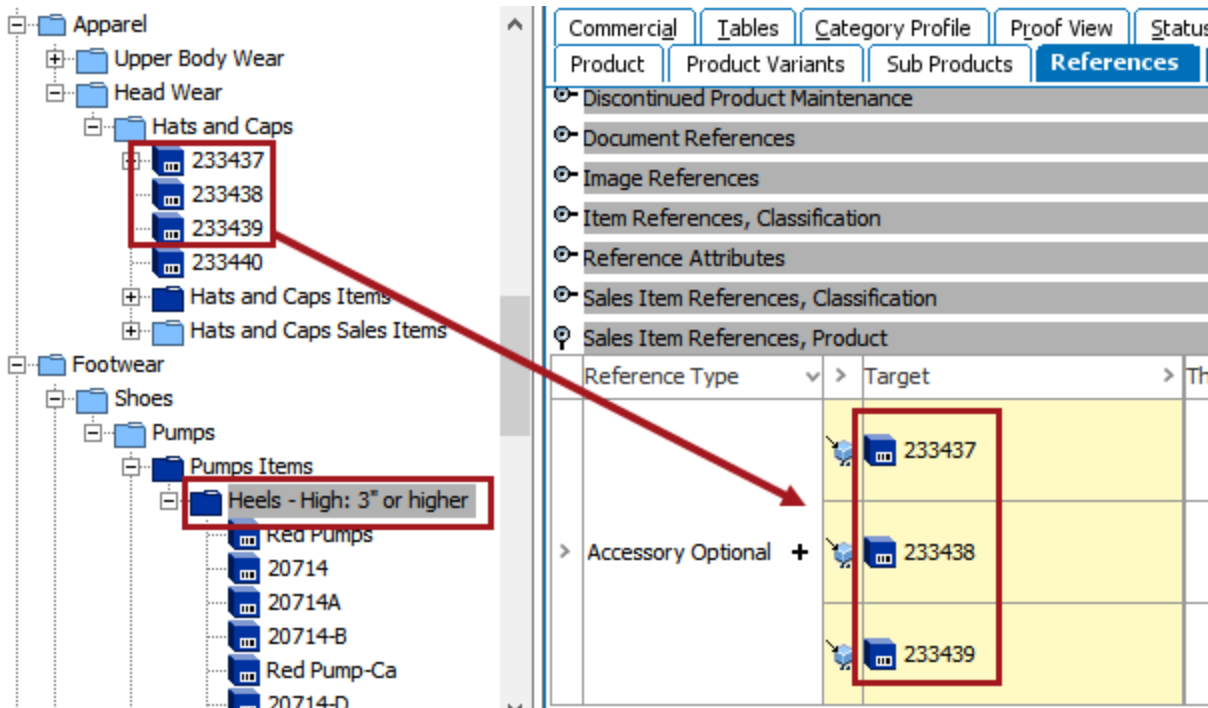 Apparel
Upper Body Wear
Head Wear
Hats and Caps
233437
233438
233439
233440
Hats and Caps Items
Hats and Caps Sales Items
Footwear
Shoes
Pumps
Pumps Items
Heels - High: 3" or higher
Red Pumps
20714
20714A
20714-B
Red Pump-Ca
20714-D
Commercial Tables Category Profile Proof View Status
Product Product Variants Sub Products References
Discontinued Product Maintenance
Document References
Image References
Item References, Classification
Reference Attributes
Sales Item References, Classification
Sales Item References, Product
Reference Type > Target > Th
233437
> Accessory Optional + 233438
233439